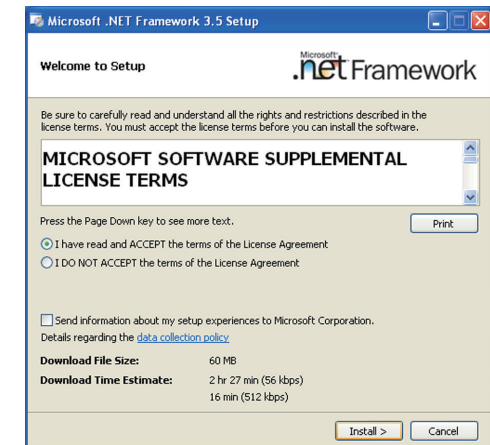 Microsoft .NET Framework 3.5 Setup
Welcome to Setup
Microsoft
.net Framework
Be sure to carefully read and understand all the rights and restrictions described in the
license terms. You must accept the license terms before you can install the software.
MICROSOFT SOFTWARE SUPPLEMENTAL
LICENSE TERMS
Press the Page Down key to see more text.
Print
I have read and ACCEPT the terms of the License Agreement
I DO NOT ACCEPT the terms of the License Agreement
Send information about my setup experiences to Microsoft Corporation.
Details regarding the data collection policy
Download File Size: 60 MB
Download Time Estimate: 2 hr 27 min (56 kbps)
16 min (512 kbps)
Install > Cancel